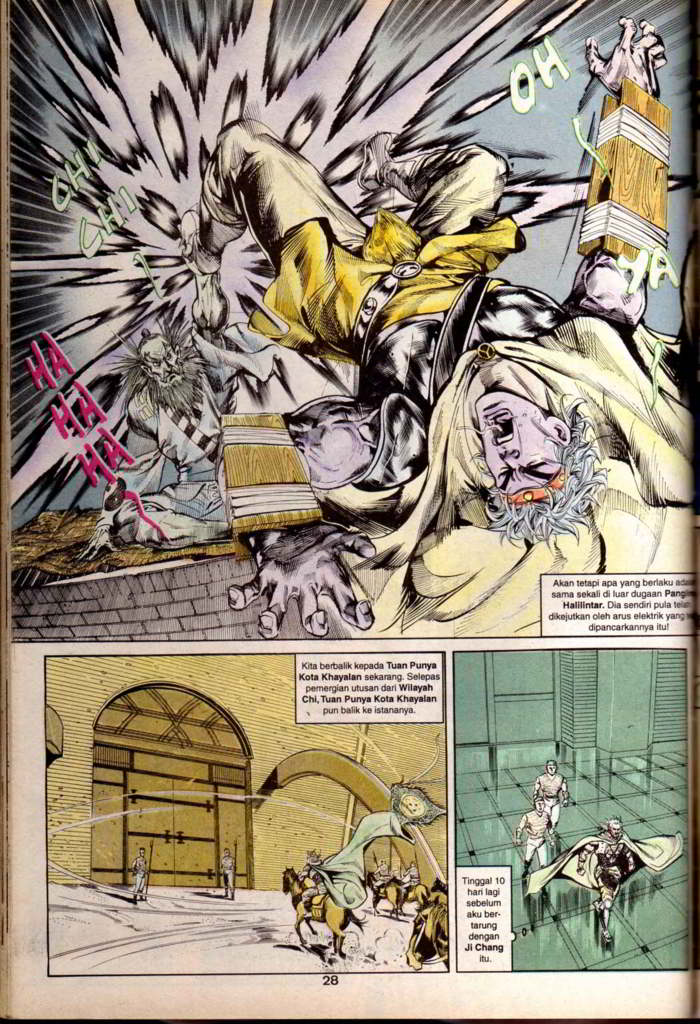 OH
CHI
CHI
HA
HA
HA
HA
Akan tetapi apa yang berlaku
sama sekali di luar dugaan
Halilintar. Dia sendiri pula
dikejutkan oleh arus elektrik yang
dipancarkannya itu!
Kita berbalik kepada Tuan Punya
Kota Khayalan sekarang. Selepas
pemergian utusan dari Wilayah
Chi, Tuan Punya Kota Khayalan
pun balik ke istananya.
Tinggal 10
hari lagi
sebelum
aku ber-
tarung
dengan
Ji Chang
itu.
28